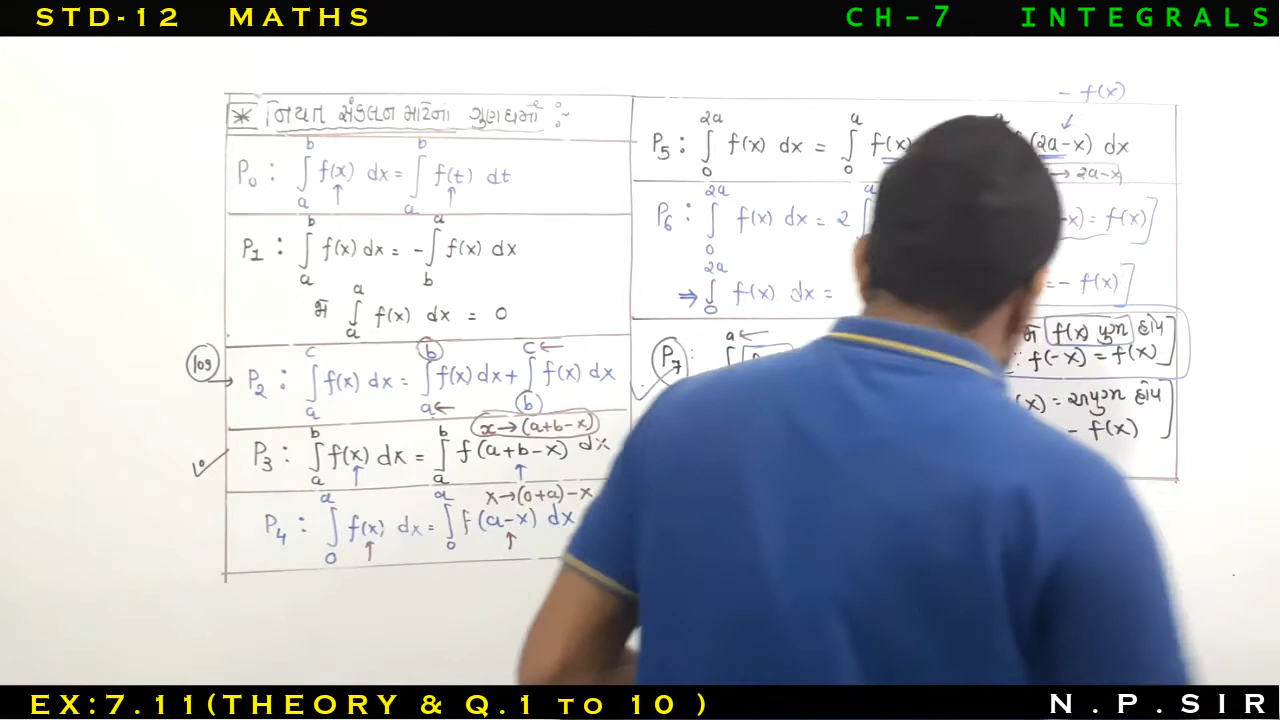 STD-12 MATHS
CH-7 INTEGRALS
* નિયત સંકલન માટેના ગુણધર્મો :-
P₀ : ∫ₐᵇ f(x) dx = ∫ₐᵇ f(t) dt
P₁ : ∫ₐᵇ f(x) dx = -∫ᵇₐ f(x) dx
∫ₐᵃ f(x) dx = 0
109
P₂ : ∫ₐᶜ f(x) dx = ∫ₐᵇ f(x) dx + ∫ᵇᶜ f(x) dx
x→(a+b-x)
P₃ : ∫ₐᵇ f(x) dx = ∫ₐᵇ f(a+b-x) dx
x→(0+a)-x
P₄ : ∫₀ᵃ f(x) dx = ∫₀ᵃ f(a-x) dx
- f(x)
P₅ : ∫₀²ᵃ f(x) dx = ∫₀ᵃ f(x) (2a-x) dx
→ 2a-x
P₆ : ∫₀²ᵃ f(x) dx = 2 ∫ᵃ -x) = f(x)]
⇒ ∫₀²ᵃ f(x) dx = = - f(x)]
P₇ : ∫ᵃ f(x) યુગ્મ હોય
∵ f(-x) = f(x)]
(x) = અયુગ્મ હોય
- f(x)]
EX:7.11(THEORY & Q.1 TO 10 )
N.P.SIR